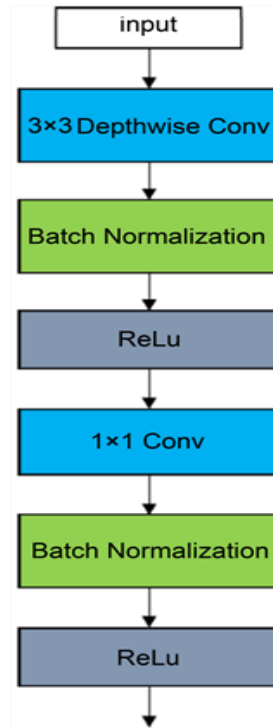 input
3×3 Depthwise Conv
Batch Normalization
ReLu
1×1 Conv
Batch Normalization
ReLu